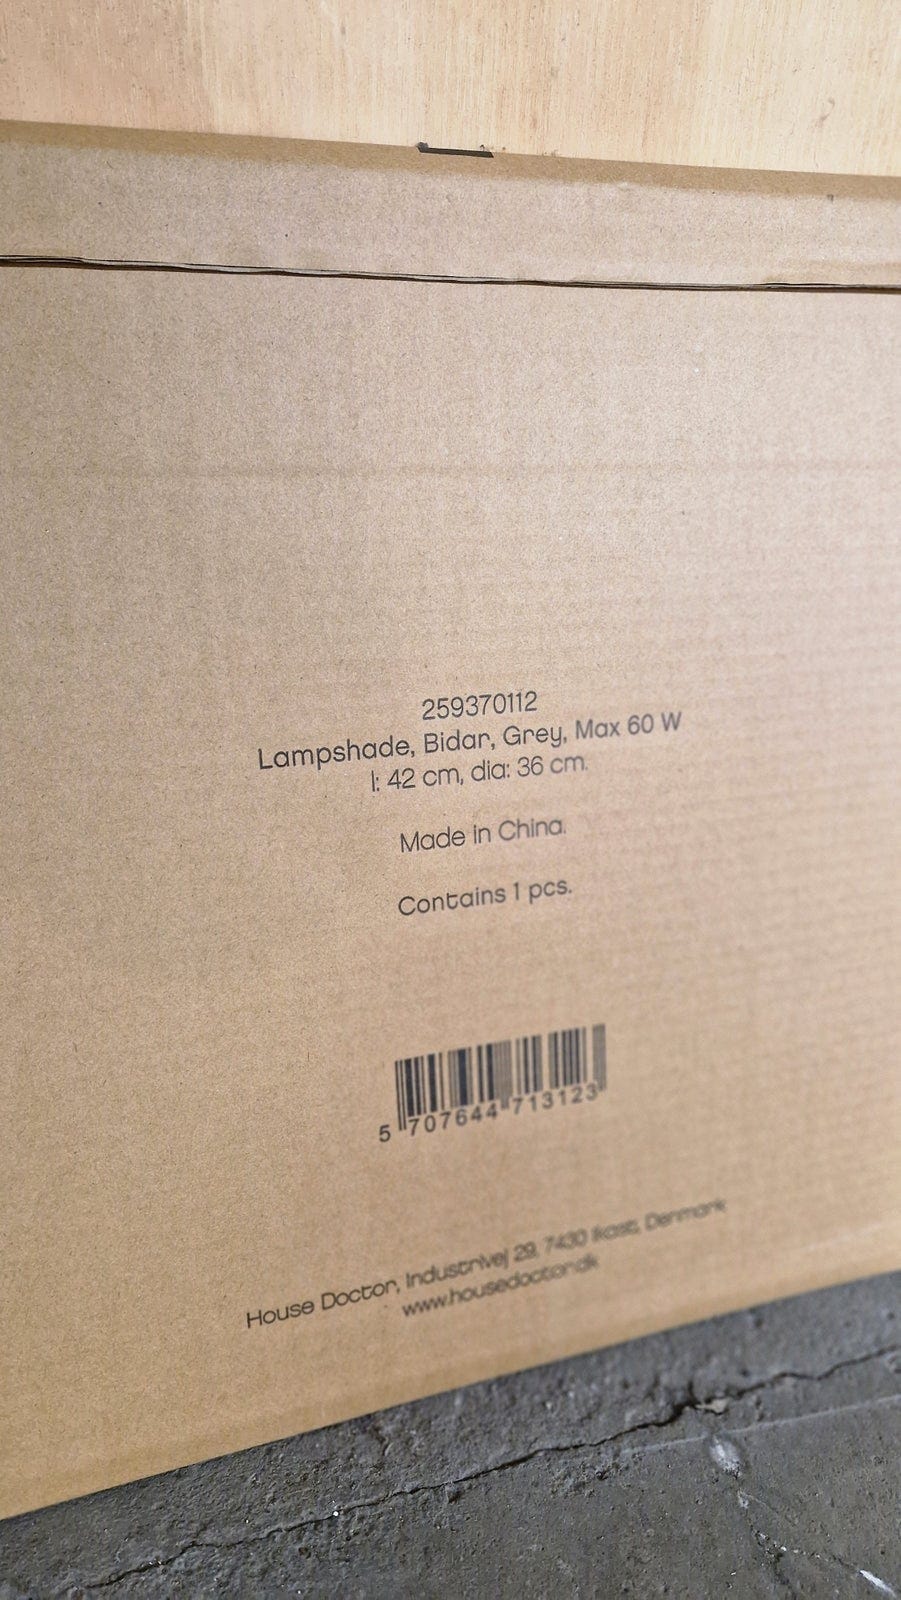 259370112
Lampshade, Bidar, Grey, Max 60 W
l: 42 cm, dia: 36 cm.
Made in China.
Contains 1 pcs.
5 707644 713123
House Doctor, Industrivej 29, 7430 Ikast, Denmark
www.housedoctor.dk